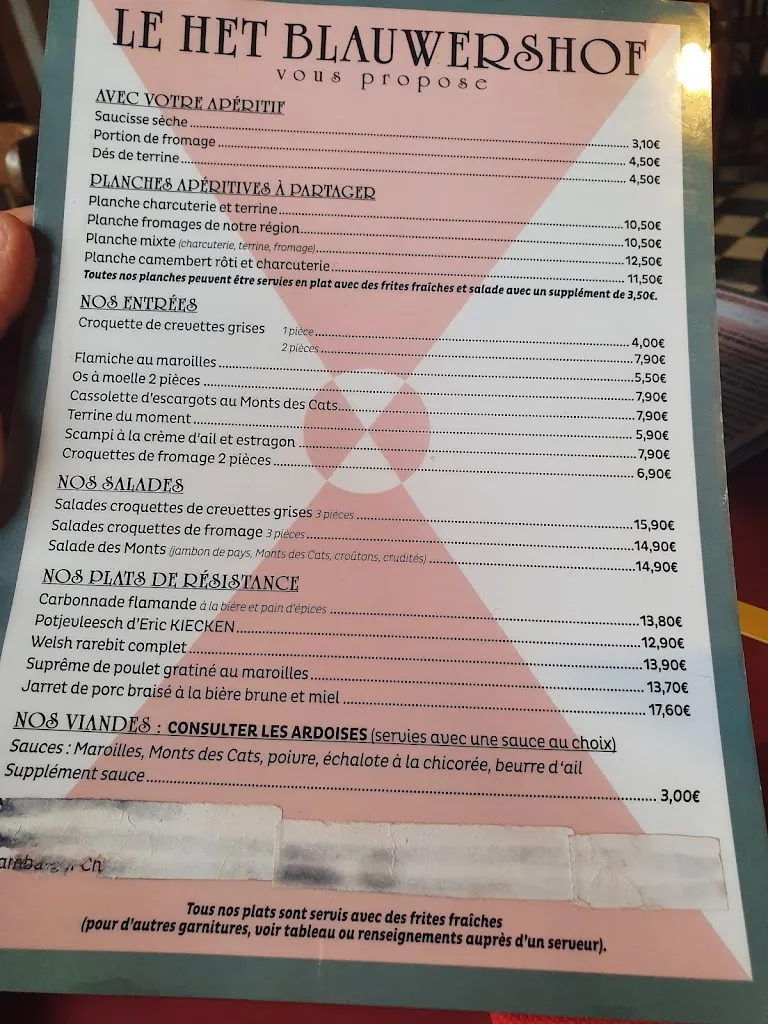 LE HET BLAUWERSHOF
vous propose
AVEC VOTRE APÉRITIF
Saucisse sèche 3,10€
Portion de fromage 4,50€
Dés de terrine 4,50€
PLANCHES APÉRITIVES À PARTAGER
Planche charcuterie et terrine 10,50€
Planche fromages de notre région 10,50€
Planche mixte (charcuterie, terrine, fromage) 12,50€
Planche camembert rôti et charcuterie 11,50€
Toutes nos planches peuvent être servies en plat avec des frites fraîches et salade avec un supplément de 3,50€.
NOS ENTRÉES
Croquette de crevettes grises 1 pièce 4,00€
2 pièces 7,90€
Flamiche au maroilles 5,50€
Os à moelle 2 pièces 7,90€
Cassolette d'escargots au Monts des Cats 7,90€
Terrine du moment 5,90€
Scampi à la crème d'ail et estragon 7,90€
Croquettes de fromage 2 pièces 6,90€
NOS SALADES
Salades croquettes de crevettes grises 3 pièces 15,90€
Salades croquettes de fromage 3 pièces 14,90€
Salade des Monts (jambon de pays, Monts des Cats, croûtons, crudités) 14,90€
NOS PLATS DE RÉSISTANCE
Carbonnade flamande à la bière et pain d'épices 13,80€
Potjevleesch d'Eric KIECKEN 12,90€
Welsh rarebit complet 13,90€
Suprême de poulet gratiné au maroilles 13,70€
Jarret de porc braisé à la bière brune et miel 17,60€
NOS VIANDES : CONSULTER LES ARDOISES (servies avec une sauce au choix)
Sauces : Maroilles, Monts des Cats, poivre, échalote à la chicorée, beurre d'ail
Supplément sauce 3,00€
Tous nos plats sont servis avec des frites fraîches
(pour d'autres garnitures, voir tableau ou renseignements auprès d'un serveur).